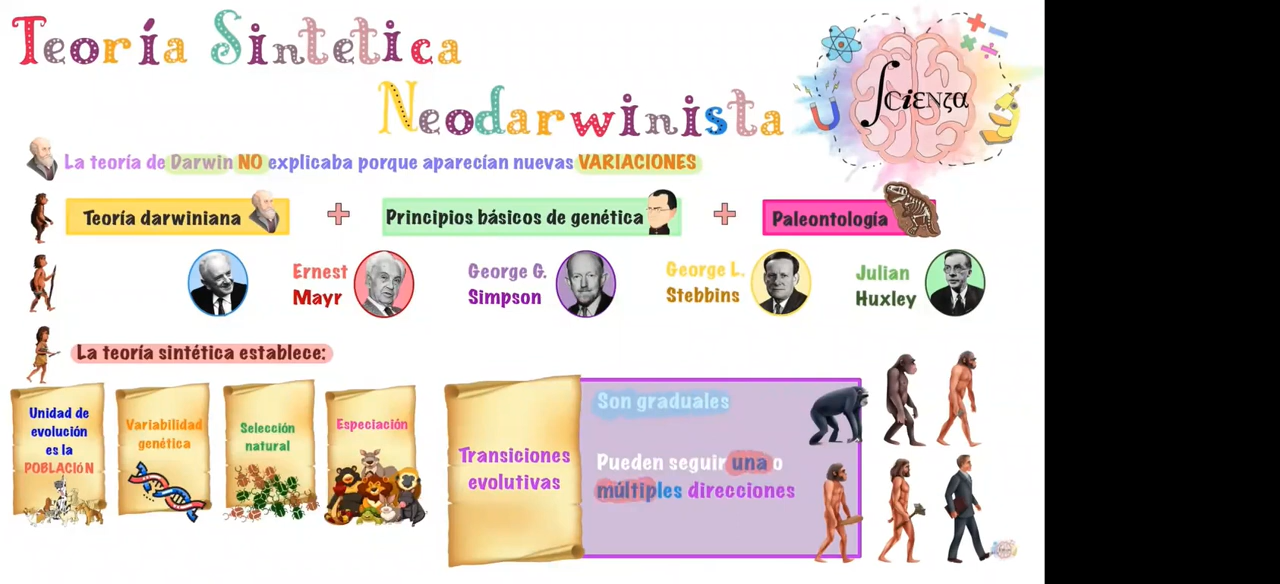 Teoría Sintetica
Neodarwinista
∫CiENζα
La teoría de Darwin NO explicaba porque aparecían nuevas VARIACIONES
Teoría darwiniana + Principios básicos de genética + Paleontología
Ernest
Mayr
George G.
Simpson
George L.
Stebbins
Julian
Huxley
La teoría sintética establece:
Unidad de
evolución
es la
POBLACIóN
Variabilidad
genética
Selección
natural
Especiación
Transiciones
evolutivas
Son graduales
Pueden seguir una o
múltiples direcciones